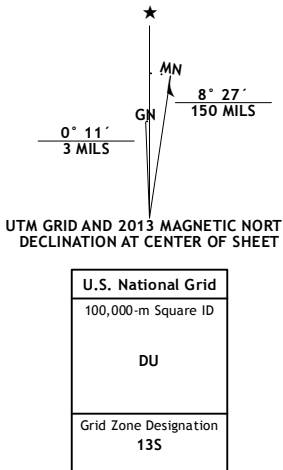 ★
MN
GN
8° 27´
150 MILS
0° 11´
3 MILS
UTM GRID AND 2013 MAGNETIC NORT
DECLINATION AT CENTER OF SHEET
U.S. National Grid
100,000-m Square ID
DU
Grid Zone Designation
13S